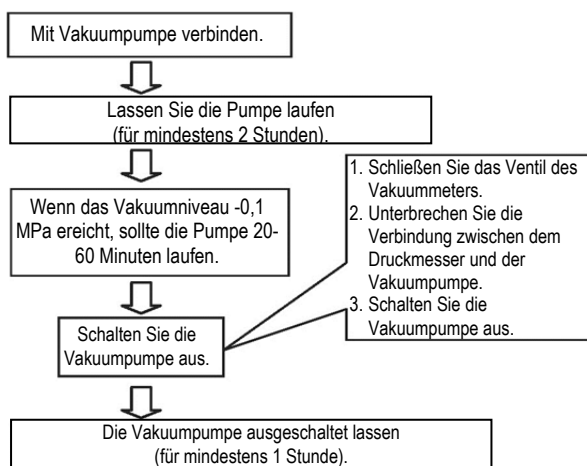 Mit Vakuumpumpe verbinden.
Lassen Sie die Pumpe laufen
(für mindestens 2 Stunden).
Wenn das Vakuumniveau -0,1
MPa erreicht, sollte die Pumpe 20-
60 Minuten laufen.
Schalten Sie die
Vakuumpumpe aus.
1. Schließen Sie das Ventil des
Vakuummeters.
2. Unterbrechen Sie die
Verbindung zwischen dem
Druckmesser und der
Vakuumpumpe.
3. Schalten Sie die
Vakuumpumpe aus.
Die Vakuumpumpe ausgeschaltet lassen
(für mindestens 1 Stunde).